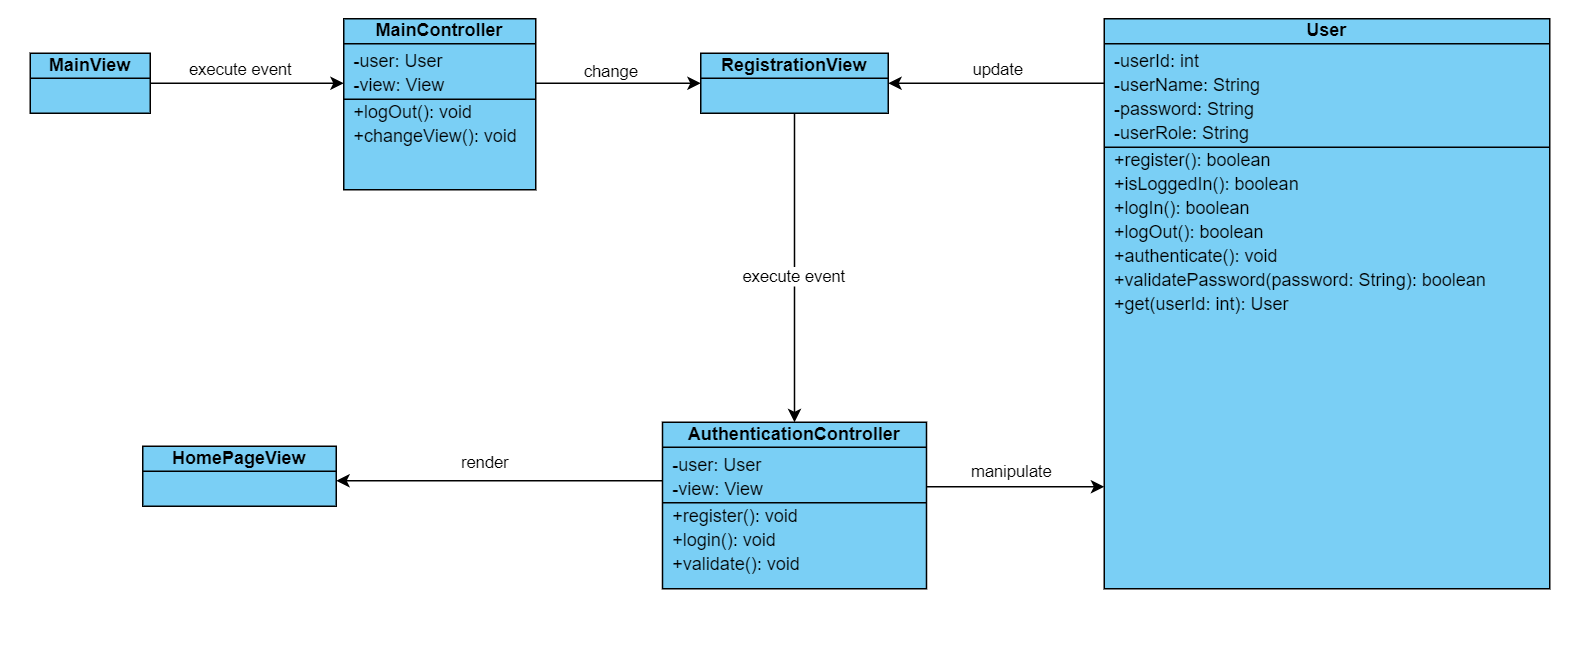 MainView
execute event
MainController
-user: User
-view: View
+logOut(): void
+changeView(): void
change
RegistrationView
update
User
-userId: int
-userName: String
-password: String
-userRole: String
+register(): boolean
+isLoggedIn(): boolean
+logIn(): boolean
+logOut(): boolean
+authenticate(): void
+validatePassword(password: String): boolean
+get(userId: int): User
execute event
HomePageView
render
AuthenticationController
-user: User
-view: View
+register(): void
+login(): void
+validate(): void
manipulate